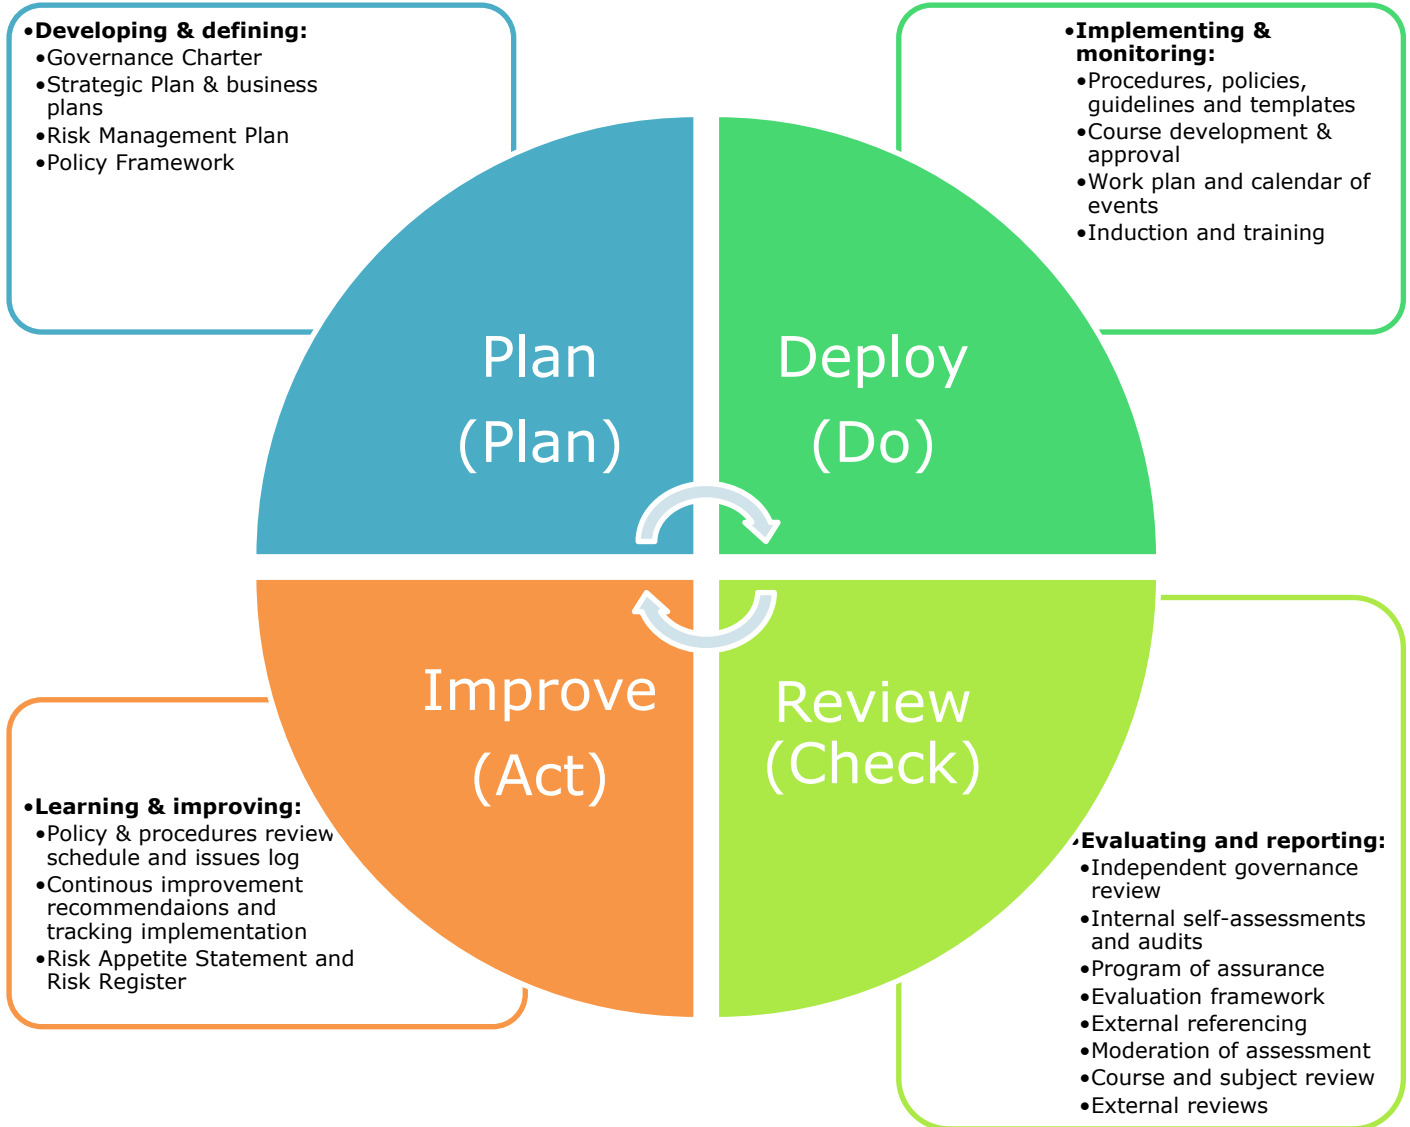 •Developing & defining:
•Governance Charter
•Strategic Plan & business
plans
•Risk Management Plan
•Policy Framework
•Implementing &
monitoring:
•Procedures, policies,
guidelines and templates
•Course development &
approval
•Work plan and calendar of
events
•Induction and training
Plan
(Plan)
Deploy
(Do)
Improve
(Act)
Review
(Check)
•Learning & improving:
•Policy & procedures review
schedule and issues log
•Continous improvement
recommendaions and
tracking implementation
•Risk Appetite Statement and
Risk Register
•Evaluating and reporting:
•Independent governance
review
•Internal self-assessments
and audits
•Program of assurance
•Evaluation framework
•External referencing
•Moderation of assessment
•Course and subject review
•External reviews